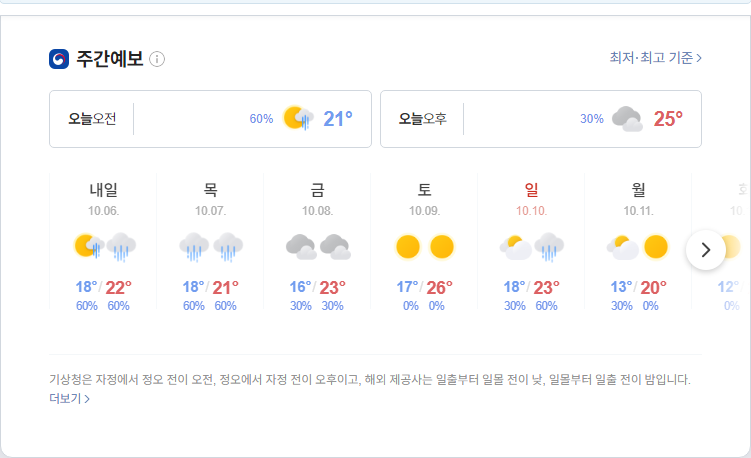 주간예보
최저·최고 기준
오늘오전 60% 21°
오늘오후 30% 25°
내일 목 금 토 일 월
10.06. 10.07. 10.08. 10.09. 10.10. 10.11. 10.
18°/22° 18°/21° 16°/23° 17°/26° 18°/23° 13°/20° 12°
60% 60% 60% 60% 30% 30% 0% 0% 30% 60% 30% 0% 0%
기상청은 자정에서 정오 전이 오전, 정오에서 자정 전이 오후이고, 해외 제공사는 일출부터 일몰 전이 낮, 일몰부터 일출 전이 밤입니다.
더보기